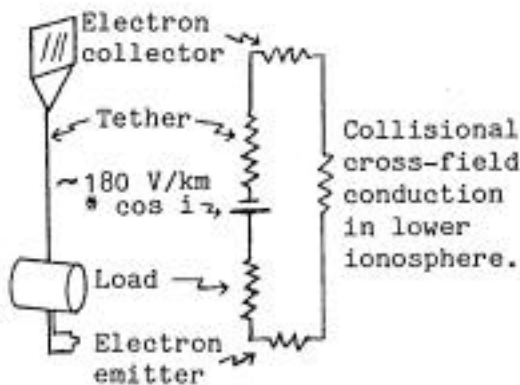 Electron
collector
Tether
~180 V/km
* cos i
Load
Electron
emitter
Collisional
cross-field
conduction
in lower
ionosphere.